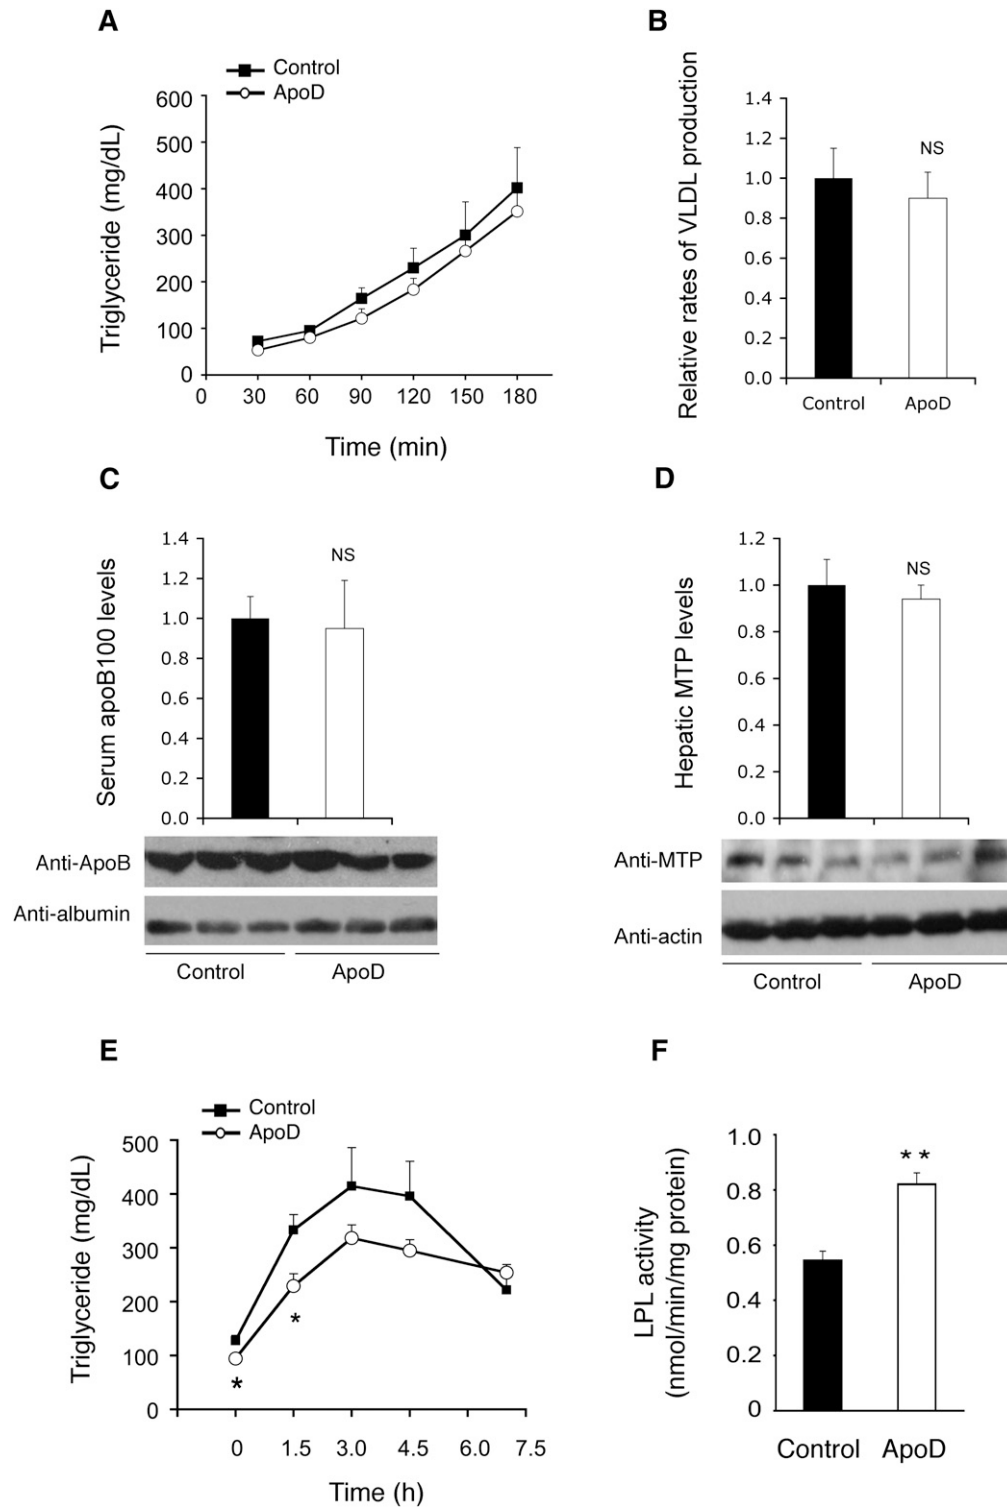 A
Control
ApoD
Triglyceride (mg/dL)
600
500
400
300
200
100
0
0 30 60 90 120 150 180
Time (min)
B
Relative rates of VLDL production
1.4
1.2
1.0
0.8
0.6
0.4
0.2
0.0
NS
Control ApoD
C
Serum apoB100 levels
1.4
1.2
1.0
0.8
0.6
0.4
0.2
0.0
NS
Anti-ApoB
Anti-albumin
Control ApoD
D
Hepatic MTP levels
1.2
1.0
0.8
0.6
0.4
0.2
0.0
NS
Anti-MTP
Anti-actin
Control ApoD
E
Control
ApoD
Triglyceride (mg/dL)
500
400
300
200
100
0
*
*
0 1.5 3.0 4.5 6.0 7.5
Time (h)
F
LPL activity
(nmol/min/mg protein)
1.0
0.8
0.6
0.4
0.2
0
**
Control ApoD